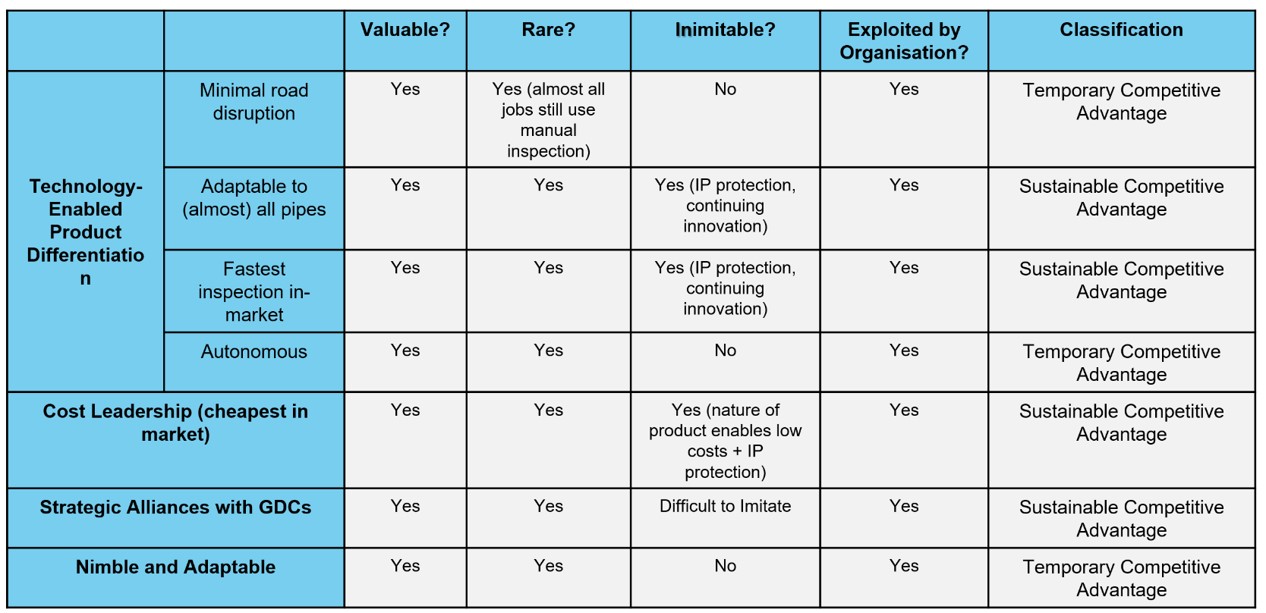 Valuable?
Rare?
Inimitable?
Exploited by
Organisation?
Classification
Technology-
Enabled
Product
Differentiatio
n
Minimal road
disruption
Yes
Yes (almost all
jobs still use
manual
inspection)
No
Yes
Temporary Competitive
Advantage
Adaptable to
(almost) all pipes
Yes
Yes
Yes (IP protection,
continuing
innovation)
Yes
Sustainable Competitive
Advantage
Fastest
inspection in-
market
Yes
Yes
Yes (IP protection,
continuing
innovation)
Yes
Sustainable Competitive
Advantage
Autonomous
Yes
Yes
No
Yes
Temporary Competitive
Advantage
Cost Leadership (cheapest in
market)
Yes
Yes
Yes (nature of
product enables low
costs + IP
protection)
Yes
Sustainable Competitive
Advantage
Strategic Alliances with GDCs
Yes
Yes
Difficult to Imitate
Yes
Sustainable Competitive
Advantage
Nimble and Adaptable
Yes
Yes
No
Yes
Temporary Competitive
Advantage